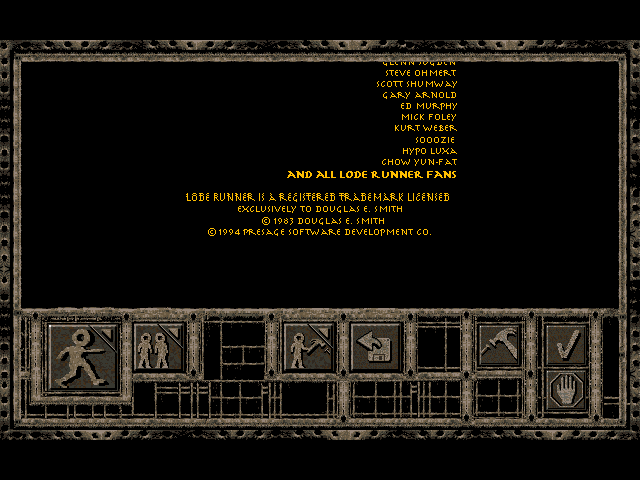 GLENN SUGDEN
STEVE OHMERT
SCOTT SHUMWAY
GARY ARNOLD
ED MURPHY
MICK FOLEY
KURT WEBER
SOOOZIE
HYPO LUXA
CHOW YUN-FAT
AND ALL LODE RUNNER FANS
LODE RUNNER IS A REGISTERED TRADEMARK LICENSED
EXCLUSIVELY TO DOUGLAS E. SMITH
© 1983 DOUGLAS E. SMITH
© 1994 PRESAGE SOFTWARE DEVELOPMENT CO.